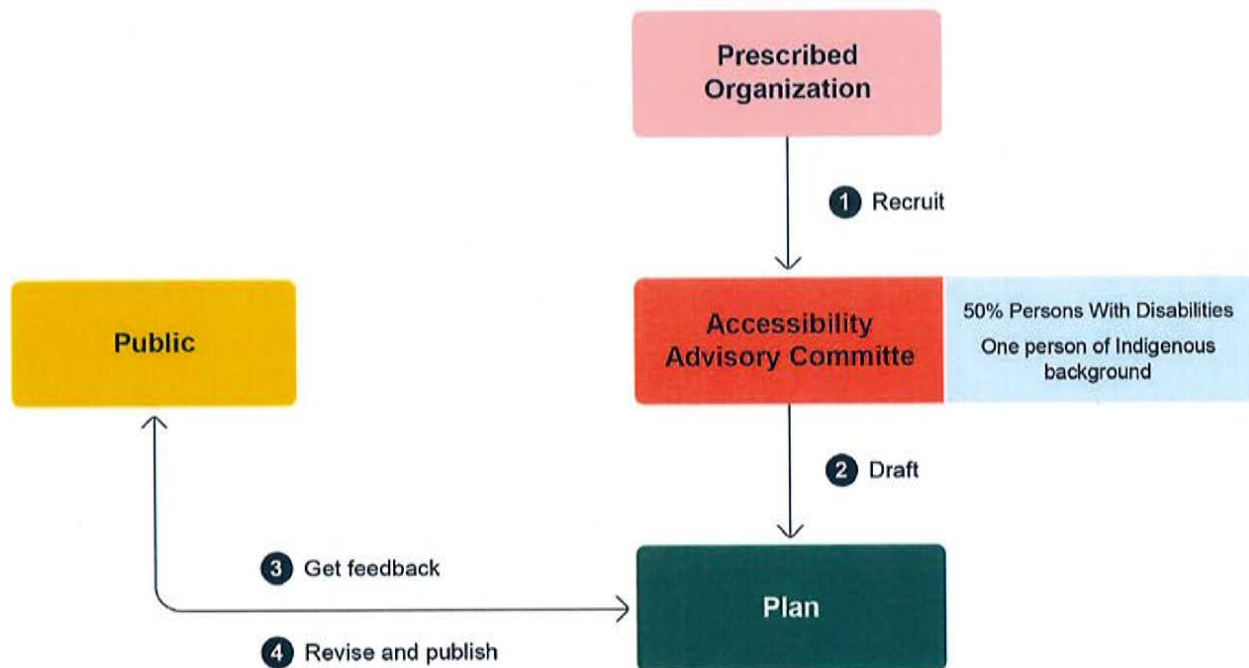 Prescribed
Organization
1 Recruit
Public
Accessibility
Advisory Committe
50% Persons With Disabilities
One person of Indigenous
background
2 Draft
3 Get feedback
Plan
4 Revise and publish